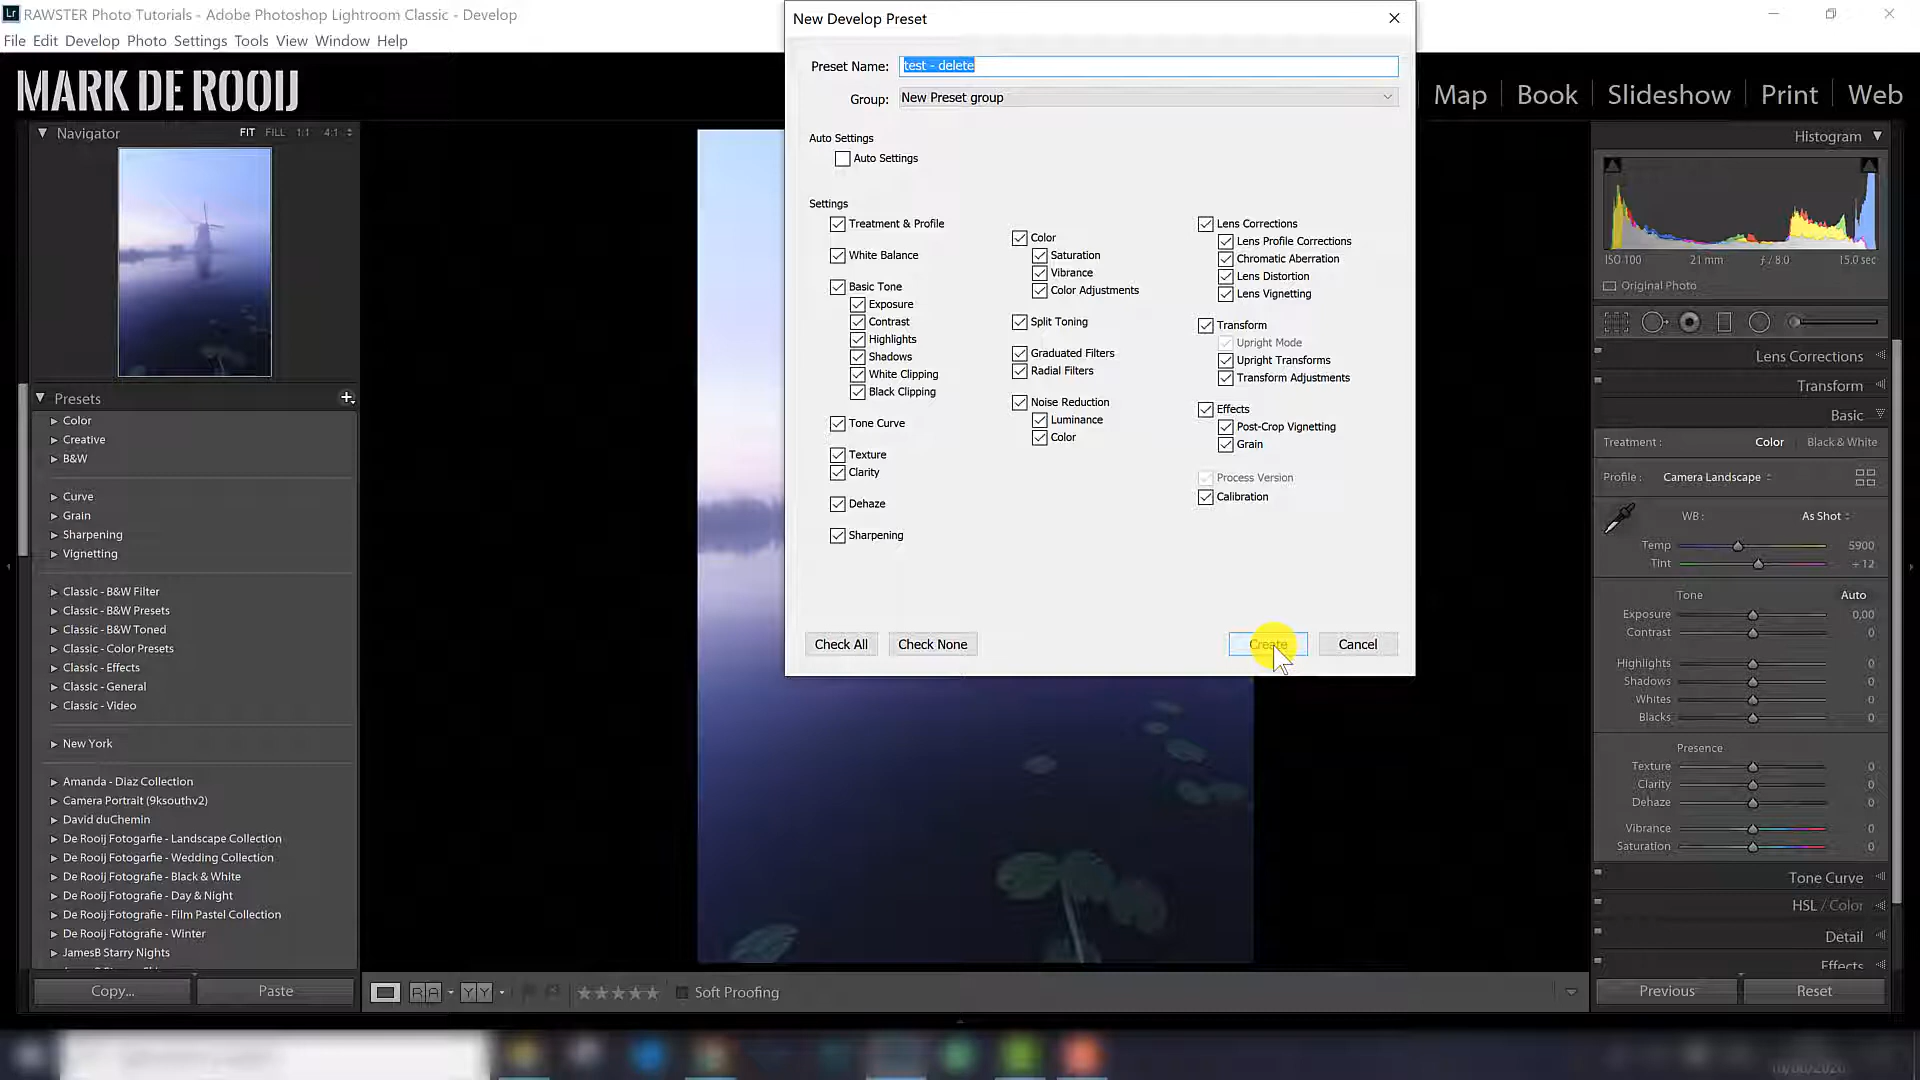 RAWSTER Photo Tutorials - Adobe Photoshop Lightroom Classic - Develop
File Edit Develop Photo Settings Tools View Window Help
MARK DE ROOIJ
Map Book Slideshow Print Web
Navigator FIT FILL 1:1 4:1
Presets
Color
Creative
B&W
Curve
Grain
Sharpening
Vignetting
Classic - B&W Filter
Classic - B&W Presets
Classic - B&W Toned
Classic - Color Presets
Classic - Effects
Classic - General
Classic - Video
New York
Amanda - Diaz Collection
Camera Portrait (9ksouthv2)
David duChemin
De Rooij Fotogarfie - Landscape Collection
De Rooij Fotogarfie - Wedding Collection
De Rooij Fotografie - Black & White
De Rooij Fotografie - Day & Night
De Rooij Fotografie - Film Pastel Collection
De Rooij Fotografie - Winter
JamesB Starry Nights
Copy... Paste
New Develop Preset
Preset Name: test - delete
Group: New Preset group
Auto Settings
Auto Settings
Settings
Treatment & Profile
White Balance
Basic Tone
Exposure
Contrast
Highlights
Shadows
White Clipping
Black Clipping
Tone Curve
Texture
Clarity
Dehaze
Sharpening
Color
Saturation
Vibrance
Color Adjustments
Split Toning
Graduated Filters
Radial Filters
Noise Reduction
Luminance
Color
Lens Corrections
Lens Profile Corrections
Chromatic Aberration
Lens Distortion
Lens Vignetting
Transform
Upright Mode
Upright Transforms
Transform Adjustments
Effects
Post-Crop Vignetting
Grain
Process Version
Calibration
Check All Check None Create Cancel
Soft Proofing
Histogram
ISO 100 21 mm ƒ / 8.0 15.0 sec
Original Photo
Lens Corrections
Transform
Basic
Treatment : Color Black & White
Profile : Camera Landscape
WB : As Shot
Temp 5900
Tint + 12
Tone Auto
Exposure 0,00
Contrast 0
Highlights 0
Shadows 0
Whites 0
Blacks 0
Presence
Texture 0
Clarity 0
Dehaze 0
Vibrance 0
Saturation 0
Tone Curve
HSL / Color
Detail
Effects
Previous Reset